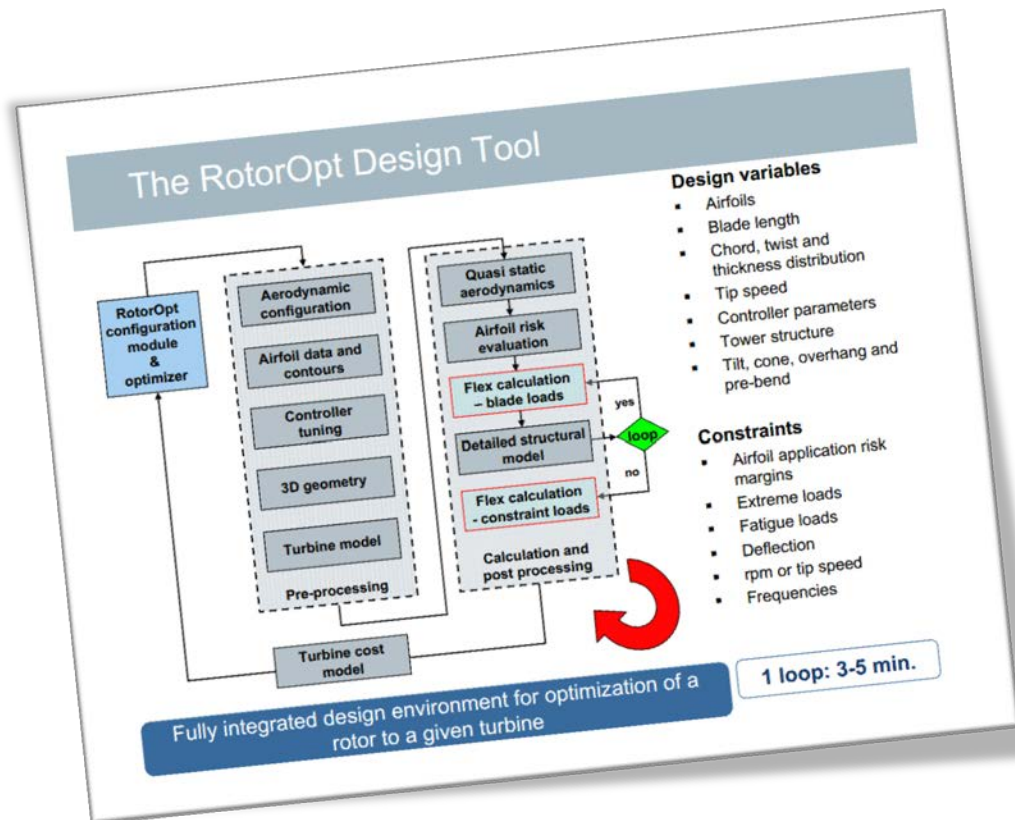 The RotorOpt Design Tool
RotorOpt
configuration
module
&
optimizer
Aerodynamic
configuration
Airfoil data and
contours
Controller
tuning
3D geometry
Turbine model
Pre-processing
Quasi static
aerodynamics
Airfoil risk
evaluation
Flex calculation
– blade loads
Detailed structural
model
Flex calculation
- constraint loads
Calculation and
post processing
yes
loop
no
Turbine cost
model
Design variables
▪ Airfoils
▪ Blade length
▪ Chord, twist and
thickness distribution
▪ Tip speed
▪ Controller parameters
▪ Tower structure
▪ Tilt, cone, overhang and
pre-bend
Constraints
▪ Airfoil application risk
margins
▪ Extreme loads
▪ Fatigue loads
▪ Deflection
▪ rpm or tip speed
▪ Frequencies
1 loop: 3-5 min.
Fully integrated design environment for optimization of a
rotor to a given turbine